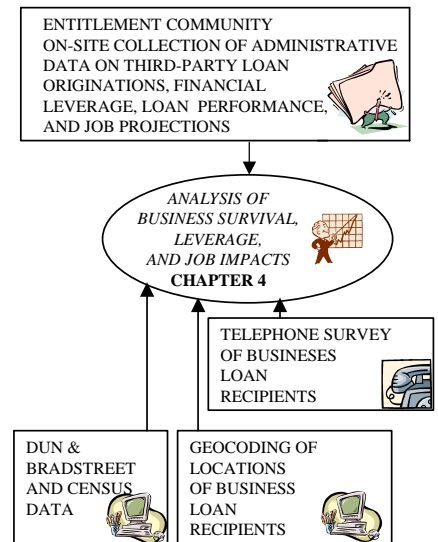 ENTITLEMENT COMMUNITY
ON-SITE COLLECTION OF ADMINISTRATIVE
DATA ON THIRD-PARTY LOAN
ORIGINATIONS, FINANCIAL
LEVERAGE, LOAN PERFORMANCE,
AND JOB PROJECTIONS
ANALYSIS OF
BUSINESS SURVIVAL,
LEVERAGE,
AND JOB IMPACTS
CHAPTER 4
TELEPHONE SURVEY
OF BUSINESES
LOAN
RECIPIENTS
DUN &
BRADSTREET
AND CENSUS
DATA
GEOCODING OF
LOCATIONS
OF BUSINESS
LOAN
RECIPIENTS